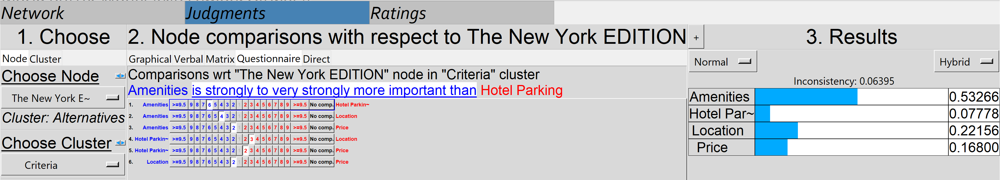 Network Judgments Ratings
1. Choose 2. Node comparisons with respect to The New York EDITION + 3. Results
Node Cluster Graphical Verbal Matrix Questionnaire Direct Normal Hybrid
Choose Node
The New York E~
Cluster: Alternatives
Choose Cluster
Criteria
Comparisons wrt "The New York EDITION" node in "Criteria" cluster
Amenities is strongly to very strongly more important than Hotel Parking
1. Amenities >=9.5 9 8 7 6 5 4 3 2 1 2 3 4 5 6 7 8 9 >=9.5 No comp. Hotel Parkin~
2. Amenities >=9.5 9 8 7 6 5 4 3 2 1 2 3 4 5 6 7 8 9 >=9.5 No comp. Location
3. Amenities >=9.5 9 8 7 6 5 4 3 2 1 2 3 4 5 6 7 8 9 >=9.5 No comp. Price
4. Hotel Parkin~ >=9.5 9 8 7 6 5 4 3 2 1 2 3 4 5 6 7 8 9 >=9.5 No comp. Location
5. Hotel Parkin~ >=9.5 9 8 7 6 5 4 3 2 1 2 3 4 5 6 7 8 9 >=9.5 No comp. Price
6. Location >=9.5 9 8 7 6 5 4 3 2 1 2 3 4 5 6 7 8 9 >=9.5 No comp. Price
Inconsistency: 0.06395
Amenities 0.53266
Hotel Par~ 0.07778
Location 0.22156
Price 0.16800